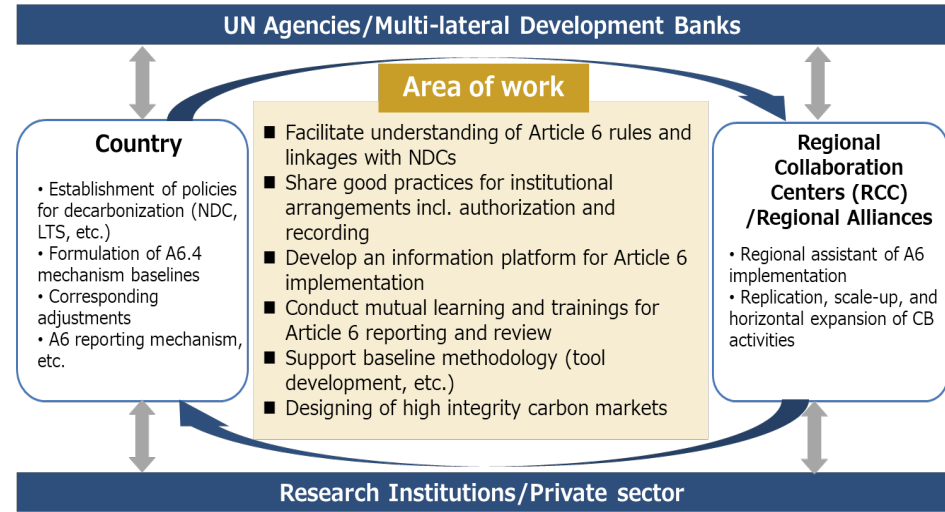 UN Agencies/Multi-lateral Development Banks
Area of work
Country
• Establishment of policies
for decarbonization (NDC,
LTS, etc.)
• Formulation of A6.4
mechanism baselines
• Corresponding
adjustments
• A6 reporting mechanism,
etc.
■ Facilitate understanding of Article 6 rules and
linkages with NDCs
■ Share good practices for institutional
arrangements incl. authorization and
recording
■ Develop an information platform for Article 6
implementation
■ Conduct mutual learning and trainings for
Article 6 reporting and review
■ Support baseline methodology (tool
development, etc.)
■ Designing of high integrity carbon markets
Regional
Collaboration
Centers (RCC)
/Regional Alliances
• Regional assistant of A6
implementation
• Replication, scale-up, and
horizontal expansion of CB
activities
Research Institutions/Private sector